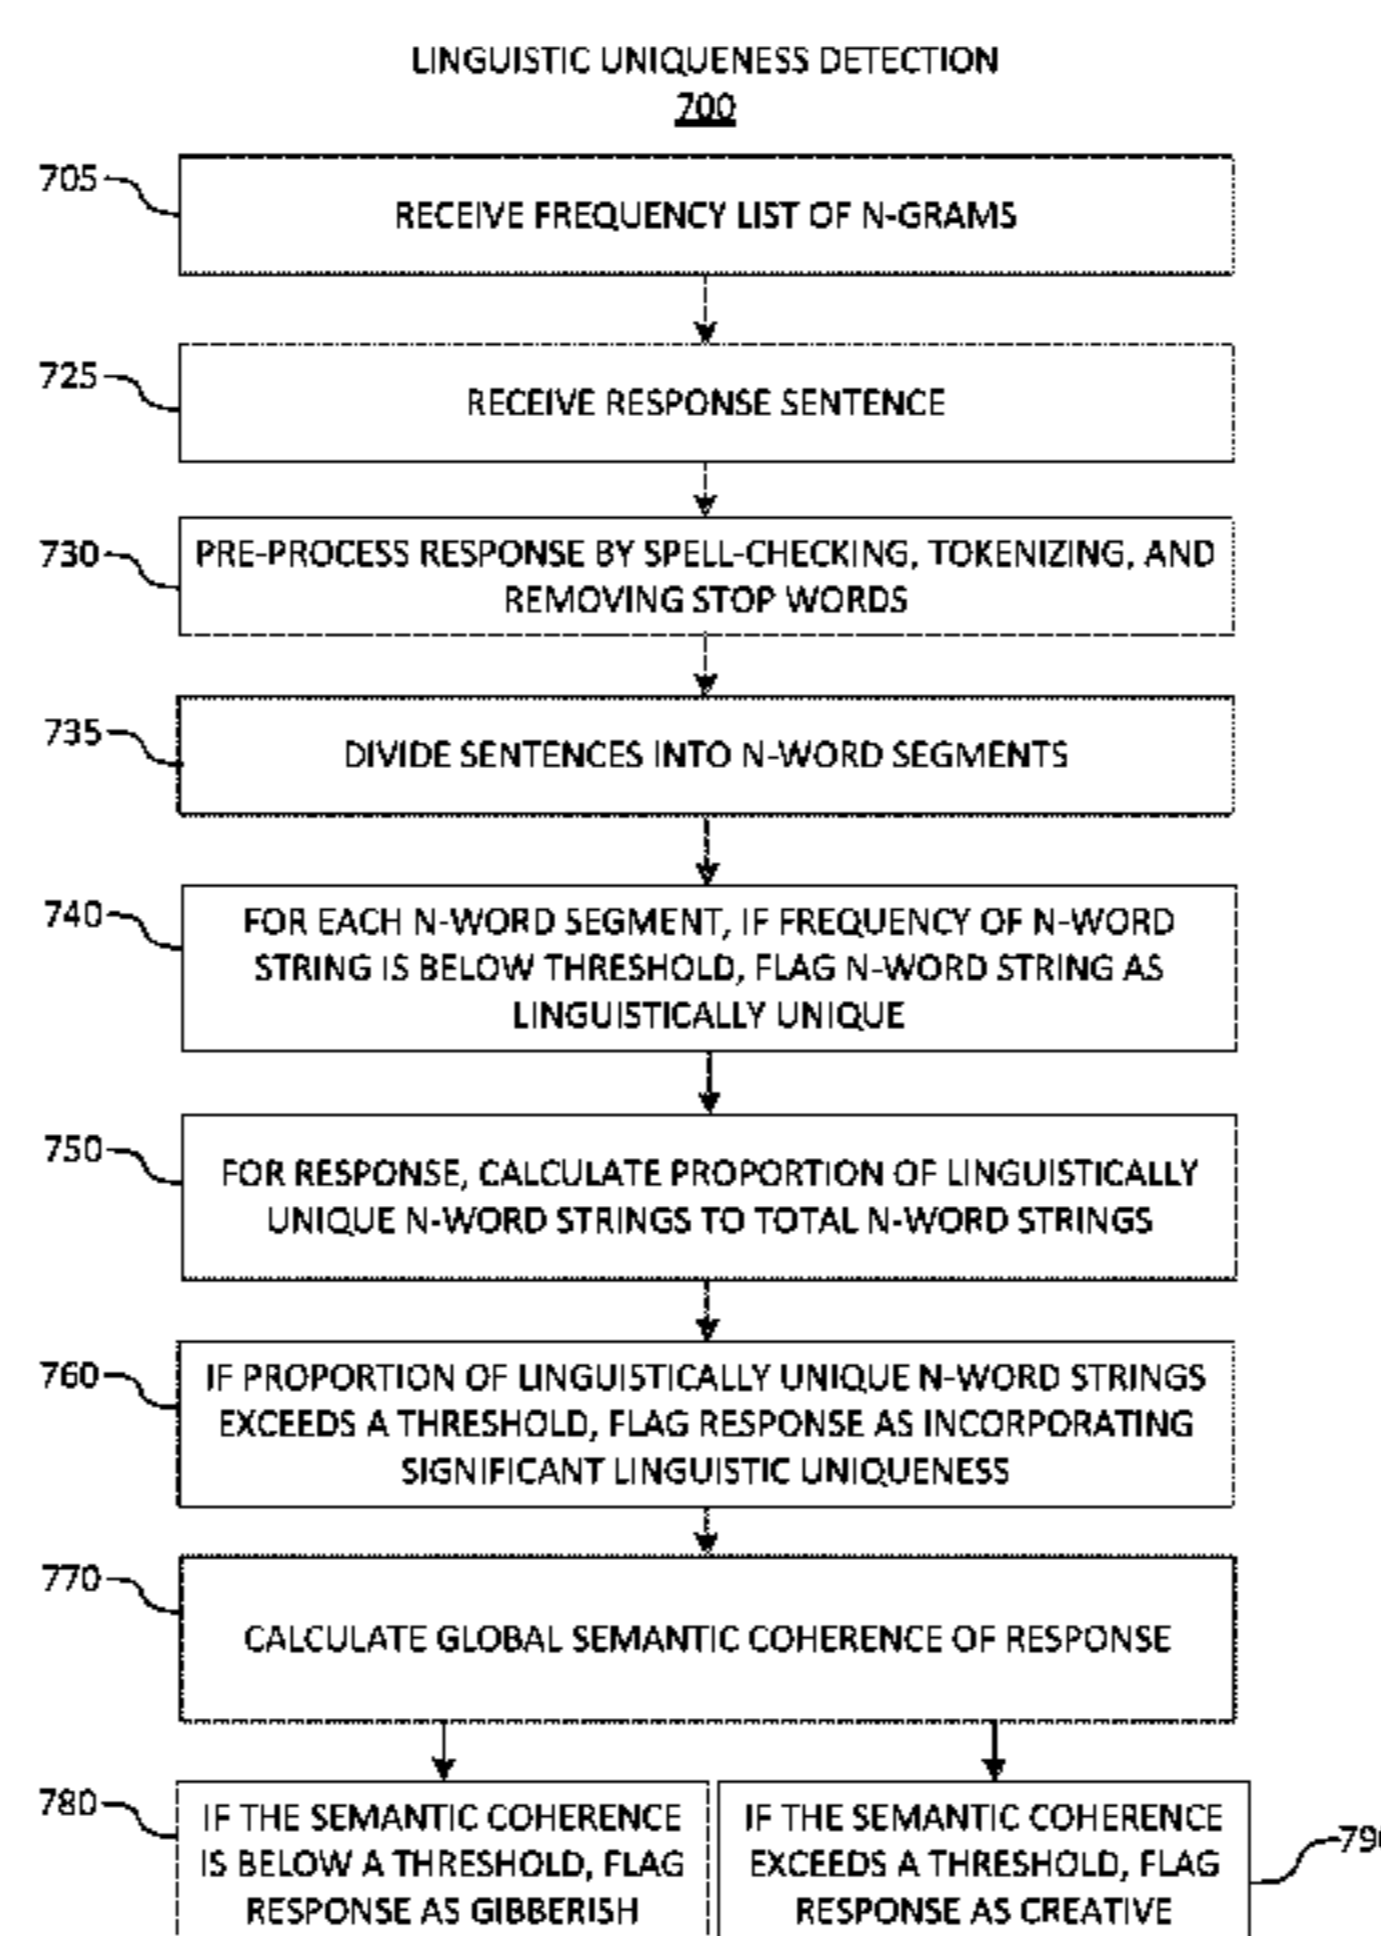 LINGUISTIC UNIQUENESS DETECTION
700
705
RECEIVE FREQUENCY LIST OF N-GRAMS
725
RECEIVE RESPONSE SENTENCE
730
PRE-PROCESS RESPONSE BY SPELL-CHECKING, TOKENIZING, AND
REMOVING STOP WORDS
735
DIVIDE SENTENCES INTO N-WORD SEGMENTS
740
FOR EACH N-WORD SEGMENT, IF FREQUENCY OF N-WORD
STRING IS BELOW THRESHOLD, FLAG N-WORD STRING AS
LINGUISTICALLY UNIQUE
750
FOR RESPONSE, CALCULATE PROPORTION OF LINGUISTICALLY
UNIQUE N-WORD STRINGS TO TOTAL N-WORD STRINGS
760
IF PROPORTION OF LINGUISTICALLY UNIQUE N-WORD STRINGS
EXCEEDS A THRESHOLD, FLAG RESPONSE AS INCORPORATING
SIGNIFICANT LINGUISTIC UNIQUENESS
770
CALCULATE GLOBAL SEMANTIC COHERENCE OF RESPONSE
780
IF THE SEMANTIC COHERENCE
IS BELOW A THRESHOLD, FLAG
RESPONSE AS GIBBERISH
IF THE SEMANTIC COHERENCE
EXCEEDS A THRESHOLD, FLAG
RESPONSE AS CREATIVE